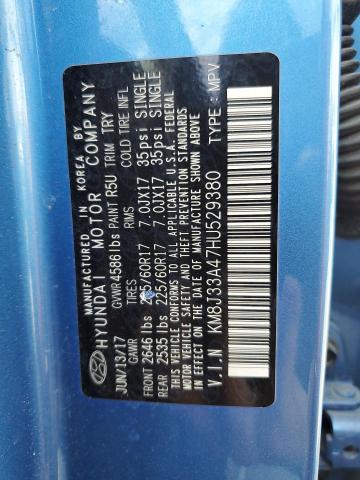 MANUFACTURED IN KOREA BY
HYUNDAI MOTOR COMPANY
JUN/13/17 GVWR 4586 lbs PAINT R5U TRIM TRY
GAWR TIRES COLD TIRE INFL
FRONT 2646 lbs 225/60R17 7.0JX17 35psi SINGLE
REAR 2535 lbs 225/60R17 7.0JX17 35psi SINGLE
THIS VEHICLE CONFORMS TO ALL APPLICABLE U.S.A. FEDERAL
MOTOR VEHICLE SAFETY, BUMPER, AND THEFT PREVENTION STANDARDS
IN EFFECT ON THE DATE OF MANUFACTURE SHOWN ABOVE.
V.I.N KM8J33A47HU529380 TYPE : MPV